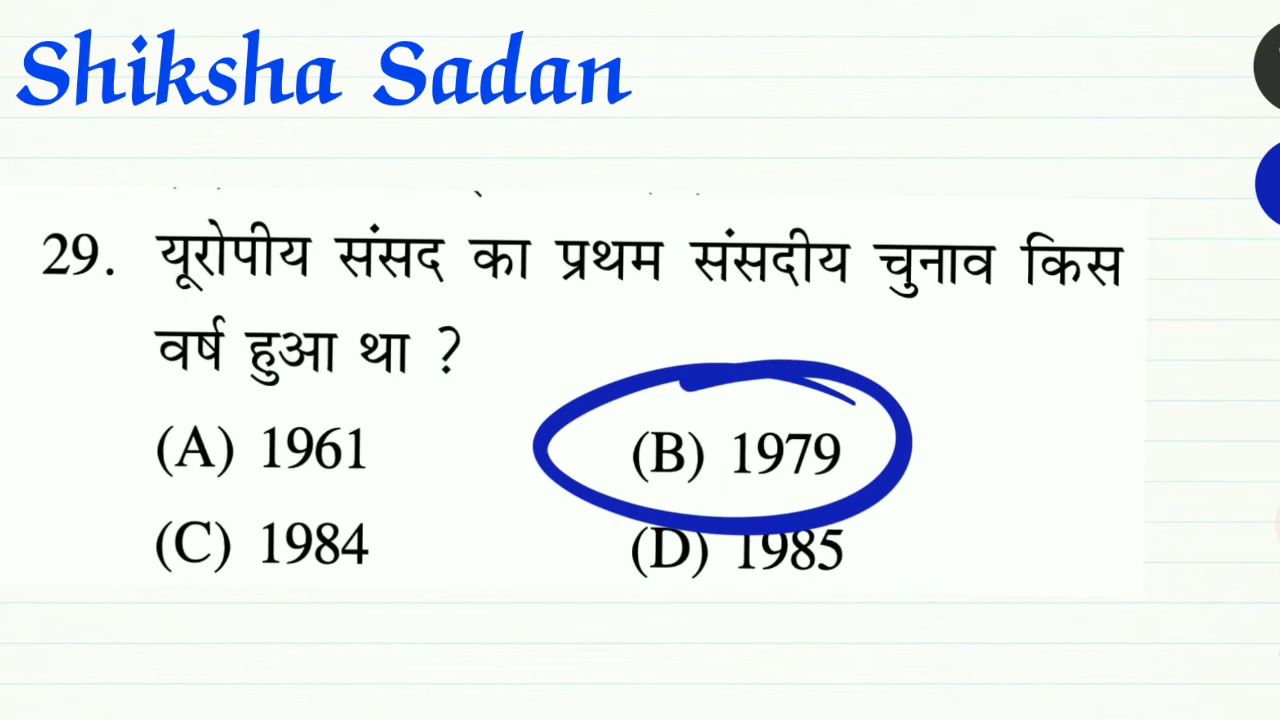 Shiksha Sadan
29. यूरोपीय संसद का प्रथम संसदीय चुनाव किस
वर्ष हुआ था ?
(A) 1961 (B) 1979
(C) 1984 (D) 1985